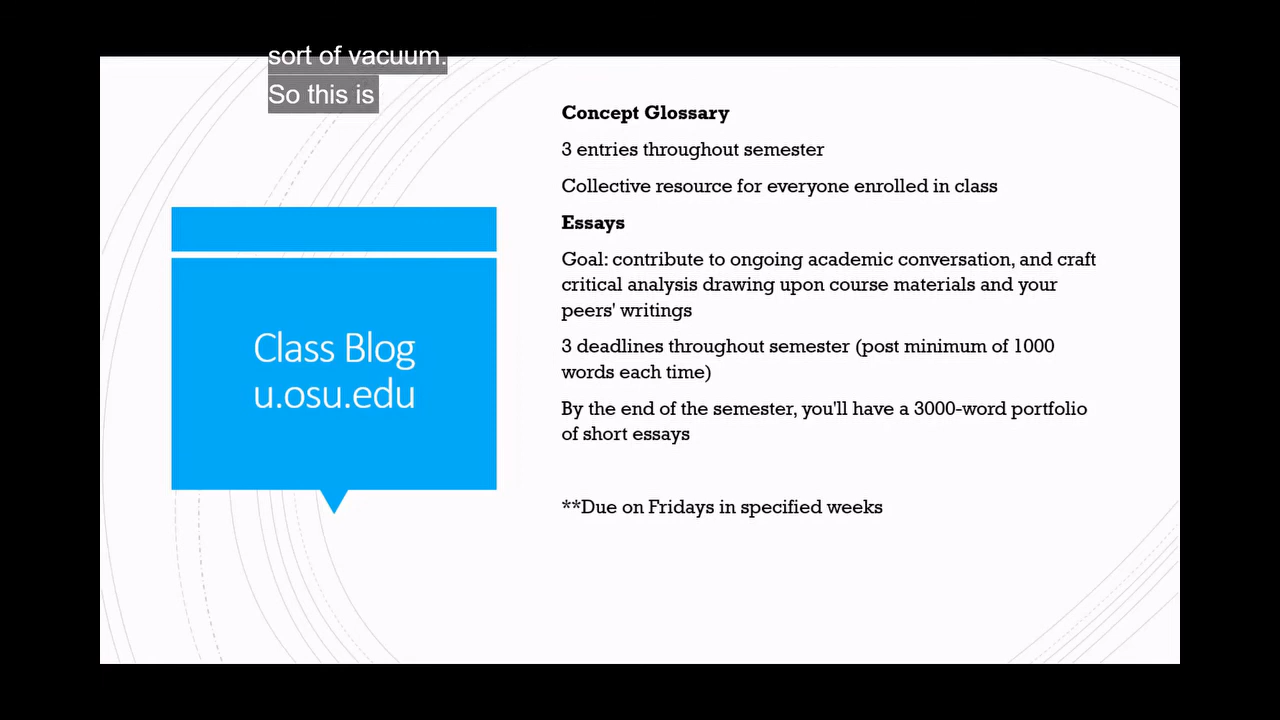 sort of vacuum.
So this is
Class Blog
u.osu.edu
Concept Glossary
3 entries throughout semester
Collective resource for everyone enrolled in class
Essays
Goal: contribute to ongoing academic conversation, and craft
critical analysis drawing upon course materials and your
peers' writings
3 deadlines throughout semester (post minimum of 1000
words each time)
By the end of the semester, you'll have a 3000-word portfolio
of short essays
**Due on Fridays in specified weeks